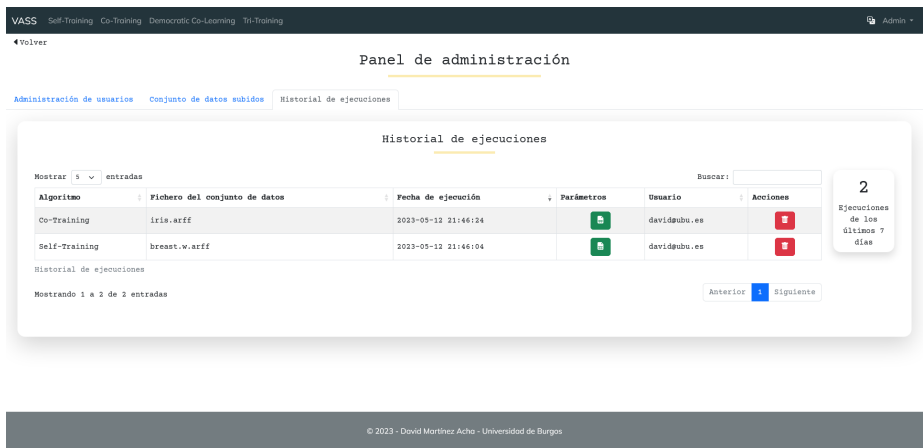 VASS Self-Training Co-Training Democratic Co-Learning Tri-Training Admin
Volver
Panel de administración
Administración de usuarios Conjunto de datos subidos Historial de ejecuciones
Historial de ejecuciones
Mostrar 5 entradas Buscar:
Algoritmo Fichero del conjunto de datos Fecha de ejecución Parámetros Usuario Acciones
Co-Training iris.arff 2023-05-12 21:46:24 david@ubu.es
Self-Training breast.w.arff 2023-05-12 21:46:04 david@ubu.es
Historial de ejecuciones
Mostrando 1 a 2 de 2 entradas
Anterior 1 Siguiente
2
Ejecuciones
de los
últimos 7
días
© 2023 - David Martínez Acha - Universidad de Burgos